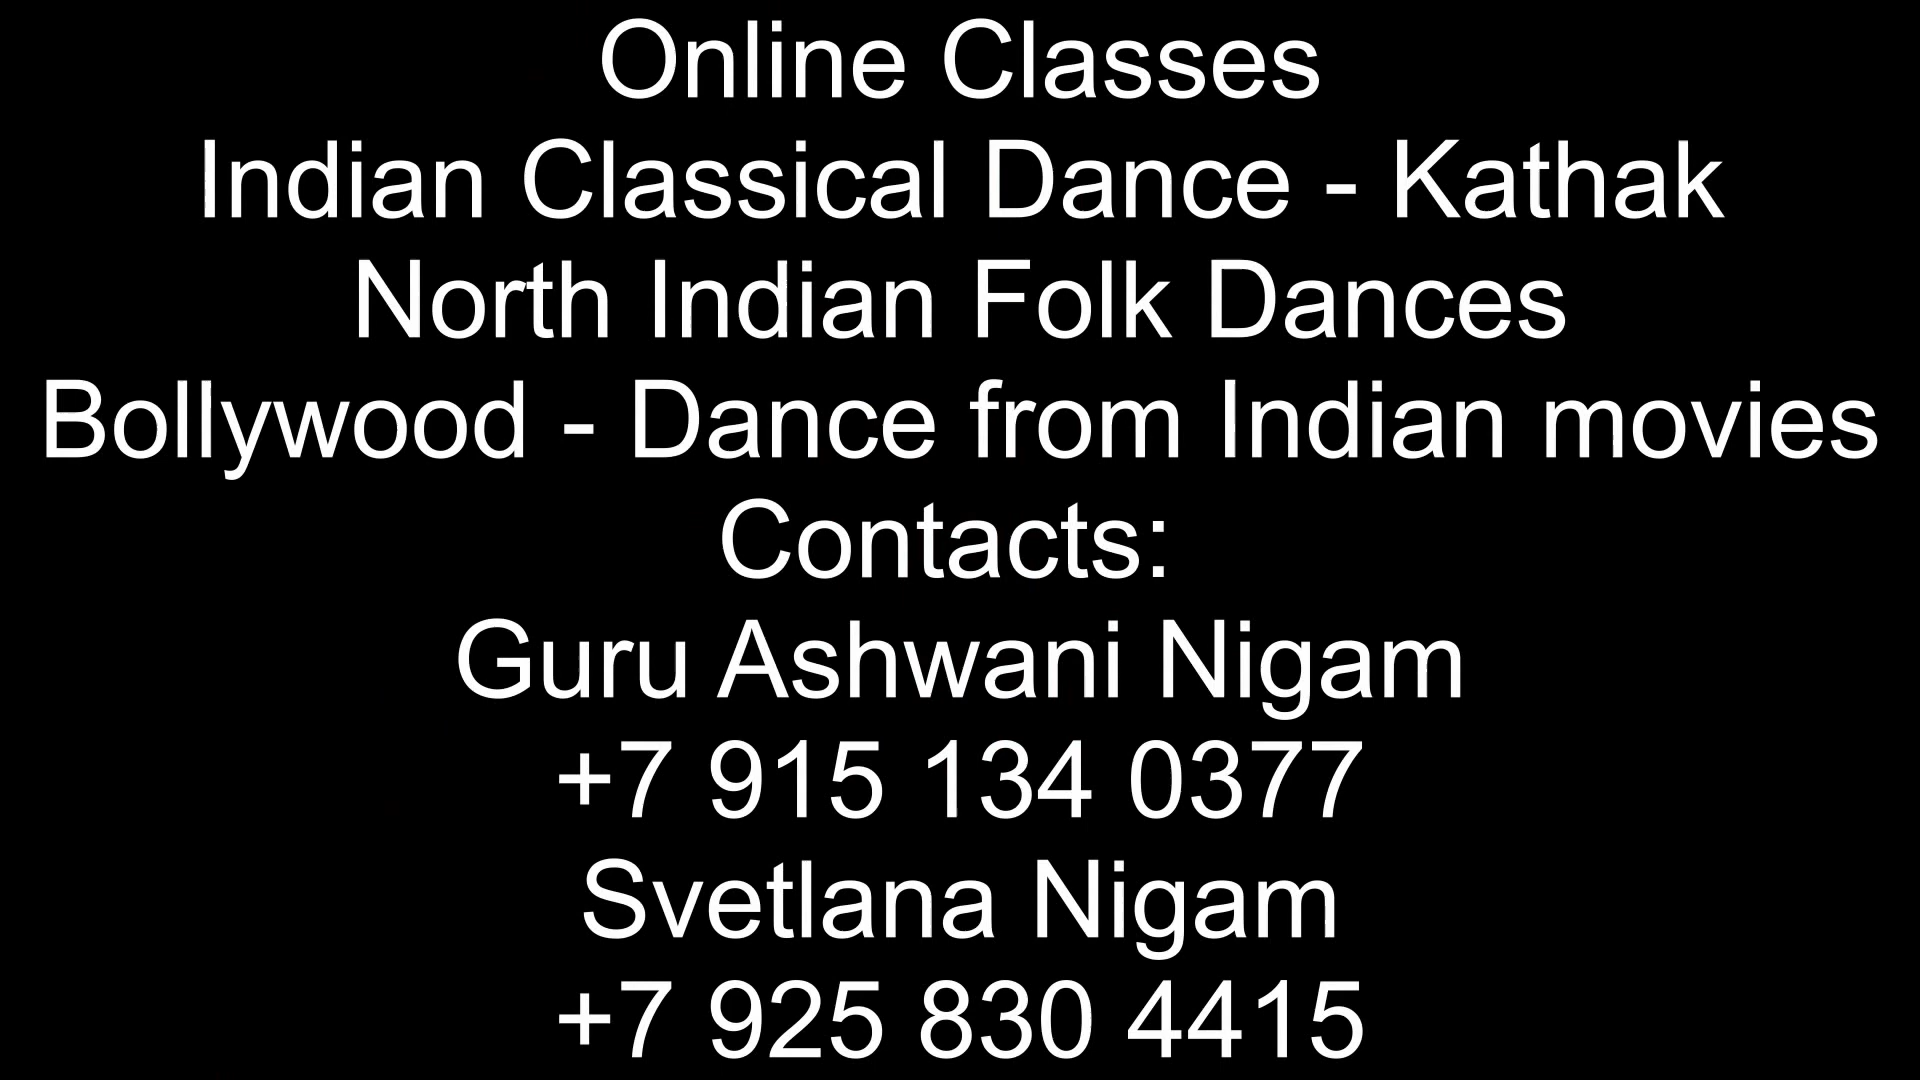 Online Classes
Indian Classical Dance - Kathak
North Indian Folk Dances
Bollywood - Dance from Indian movies
Contacts:
Guru Ashwani Nigam
+7 915 134 0377
Svetlana Nigam
+7 925 830 4415